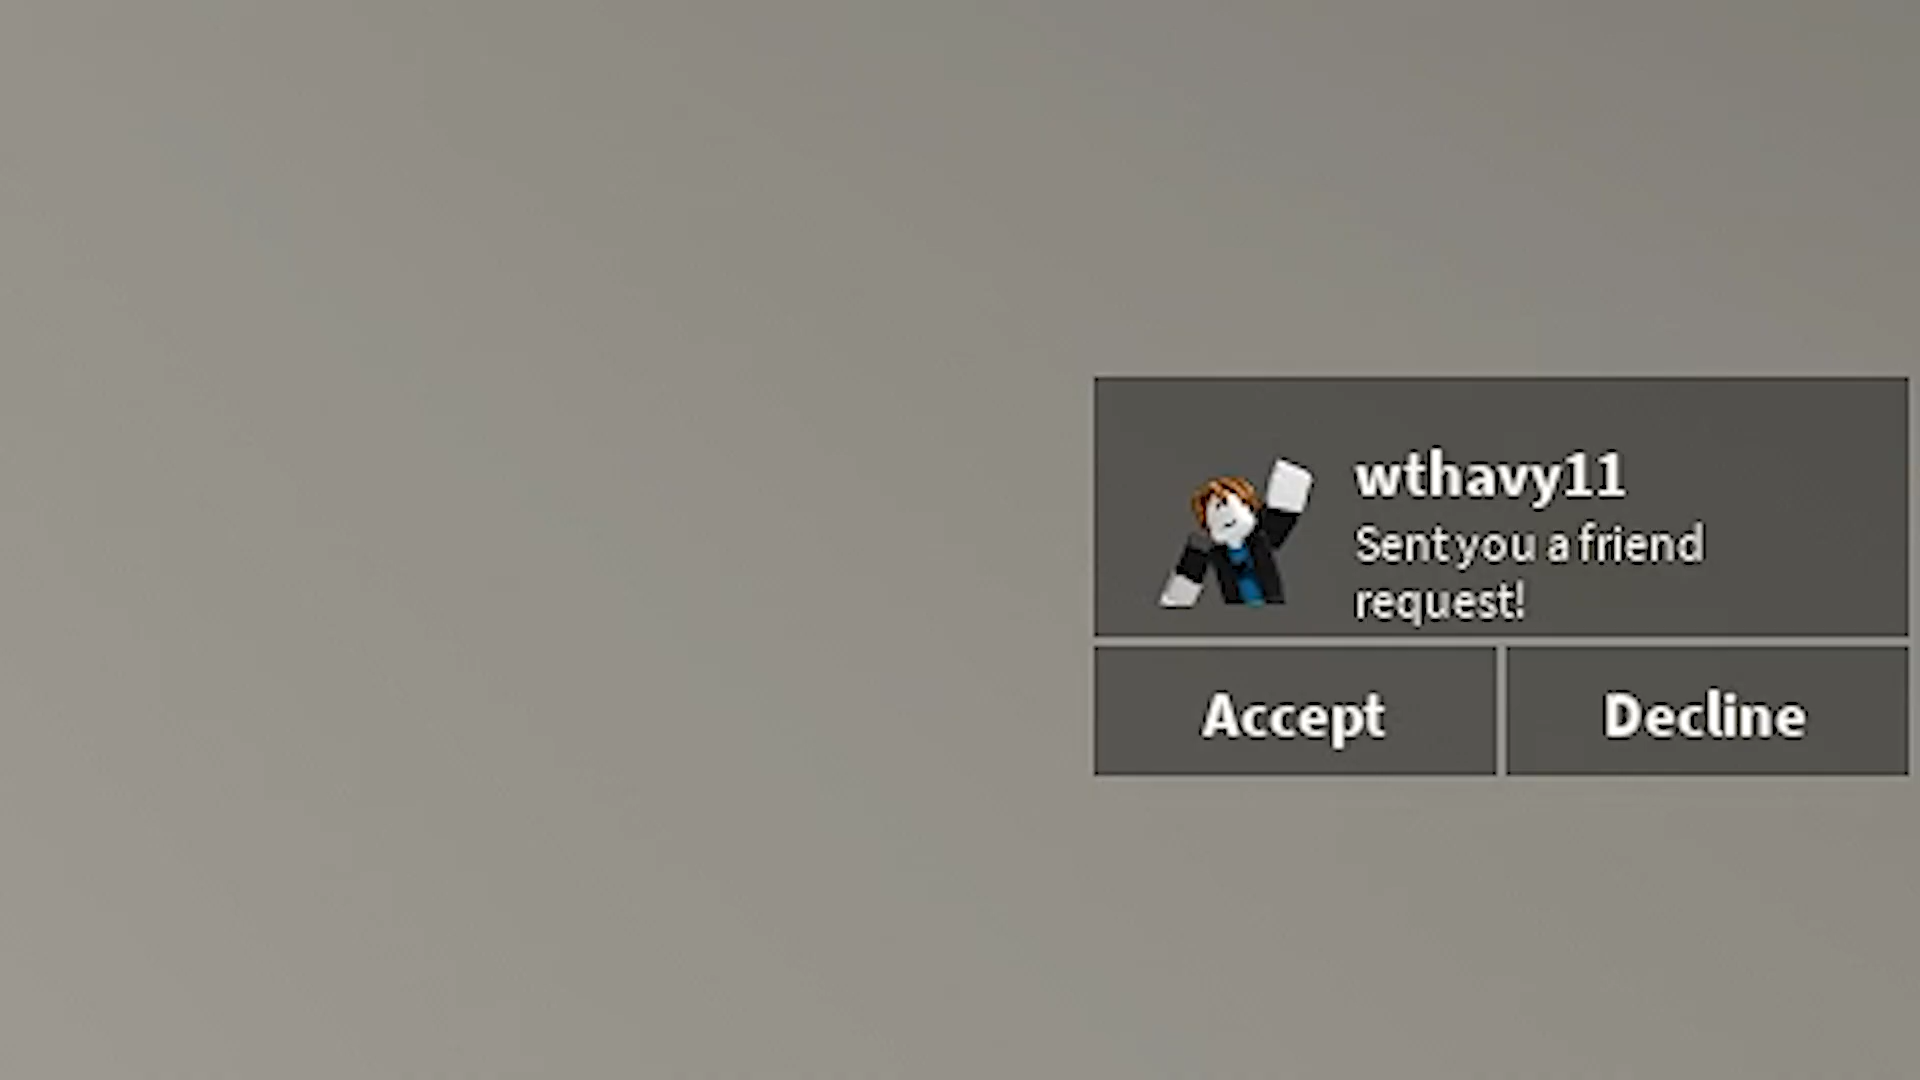 wthavy11
Sent you a friend
request!
Accept
Decline